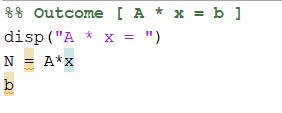 %% Outcome [ A * x = b ]
disp("A * x = ")
N = A*x
b